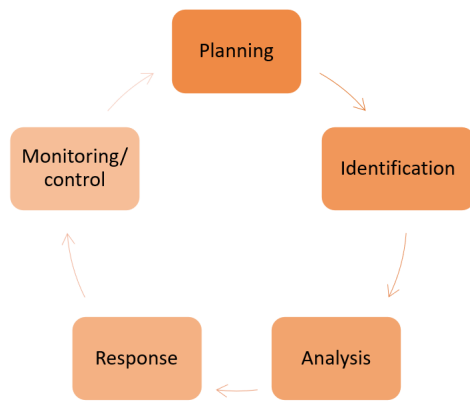 Planning
Identification
Analysis
Response
Monitoring/
control